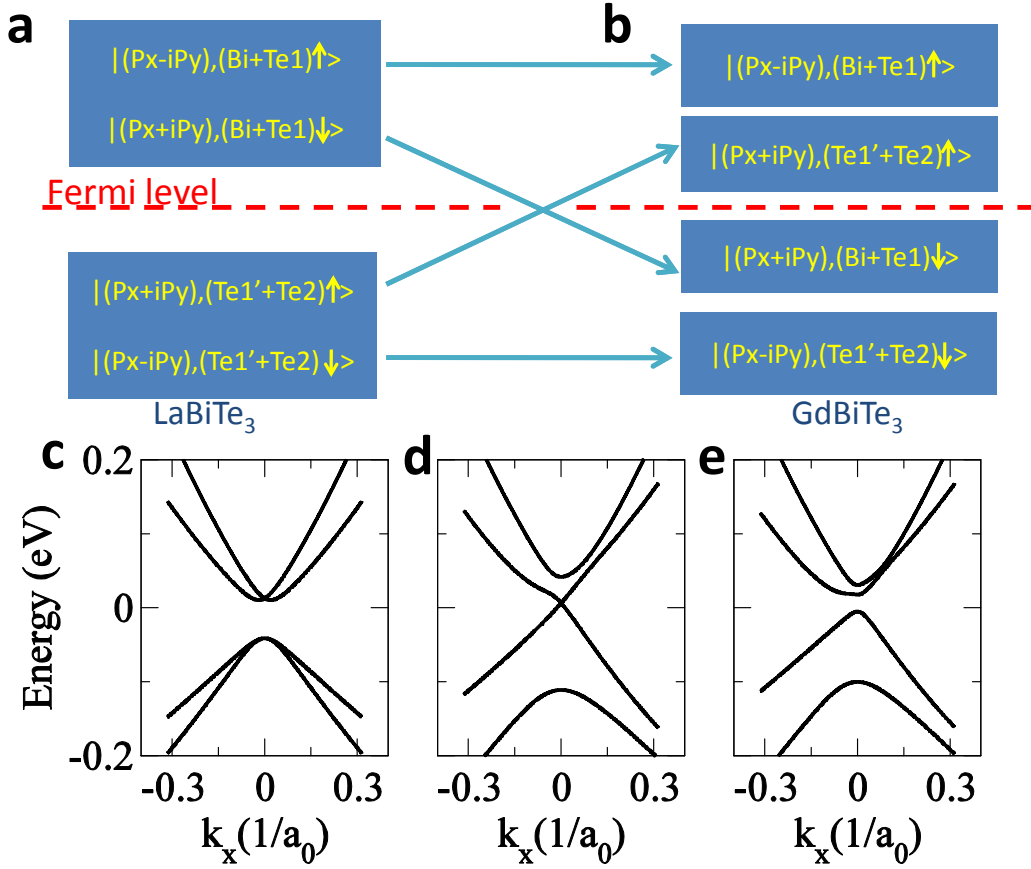 a
b
|(Px-iPy),(Bi+Te1)↑>
|(Px+iPy),(Bi+Te1)↓>
|(Px-iPy),(Bi+Te1)↑>
|(Px+iPy),(Te1'+Te2)↑>
Fermi level
|(Px+iPy),(Te1'+Te2)↑>
|(Px-iPy),(Te1'+Te2)↓>
|(Px+iPy),(Bi+Te1)↓>
|(Px-iPy),(Te1'+Te2)↓>
LaBiTe₃
GdBiTe₃
c
d
e
0.2
0
-0.2
Energy (eV)
-0.3 0 0.3
-0.3 0 0.3
-0.3 0 0.3
kₓ(1/a₀)
kₓ(1/a₀)
kₓ(1/a₀)